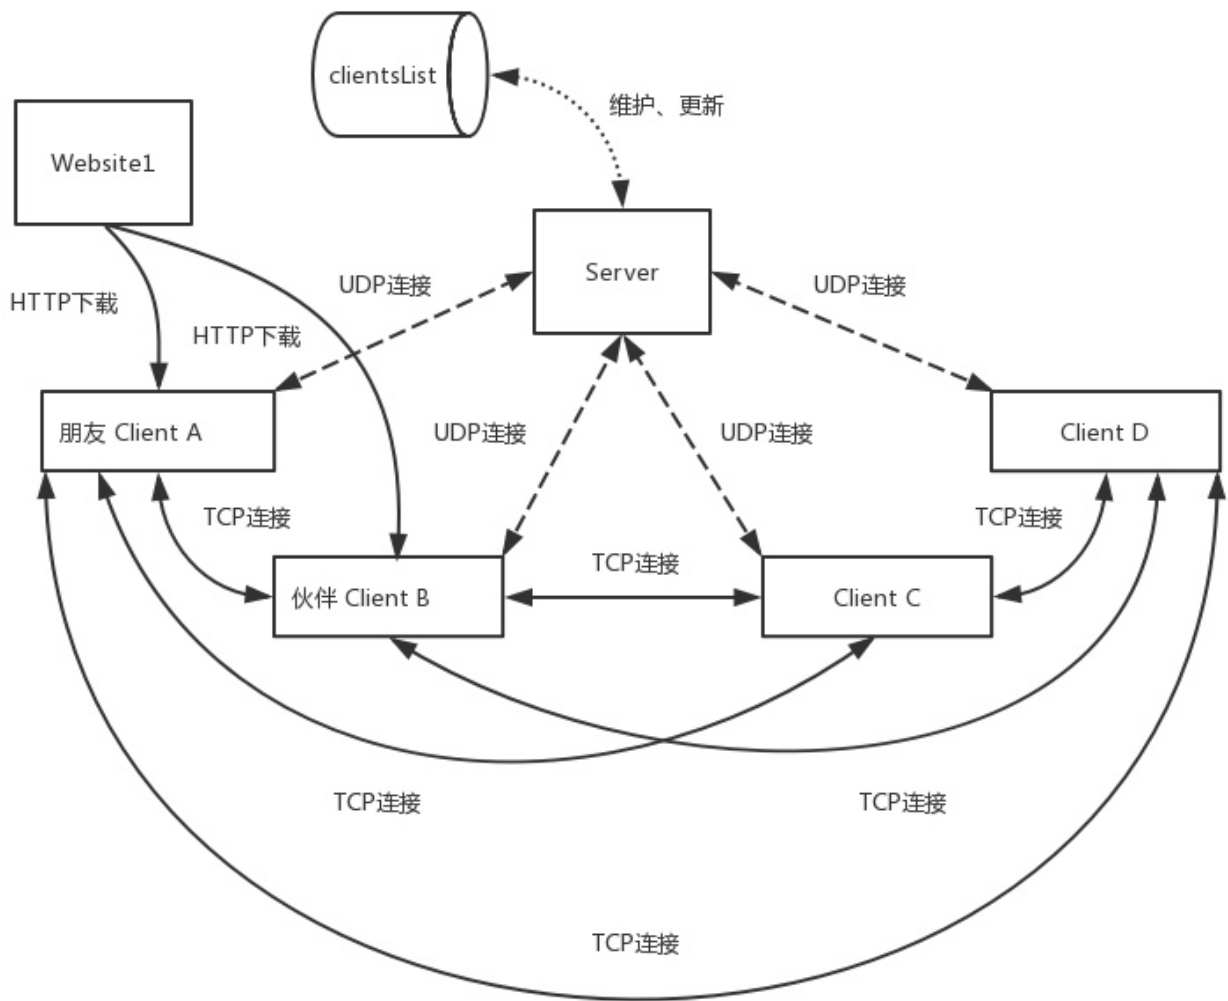 clientsList
维护、更新
Website1
Server
UDP连接
UDP连接
HTTP下载
HTTP下载
朋友 Client A
UDP连接
UDP连接
Client D
TCP连接
TCP连接
TCP连接
伙伴 Client B
Client C
TCP连接
TCP连接
TCP连接